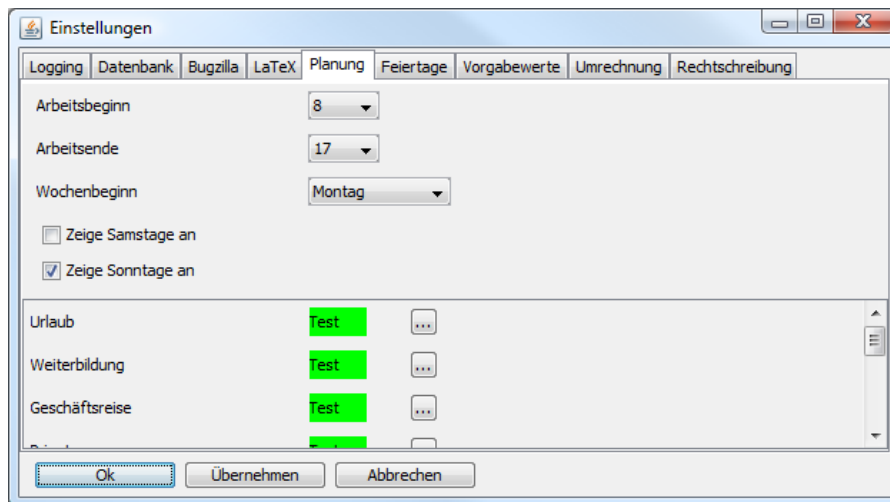 Einstellungen
Logging Datenbank Bugzilla LaTeX Planung Feiertage Vorgabewerte Umrechnung Rechtschreibung
Arbeitsbeginn 8
Arbeitsende 17
Wochenbeginn Montag
Zeige Samstage an
Zeige Sonntage an
Urlaub Test ...
Weiterbildung Test ...
Geschäftsreise Test ...
Ok Übernehmen Abbrechen